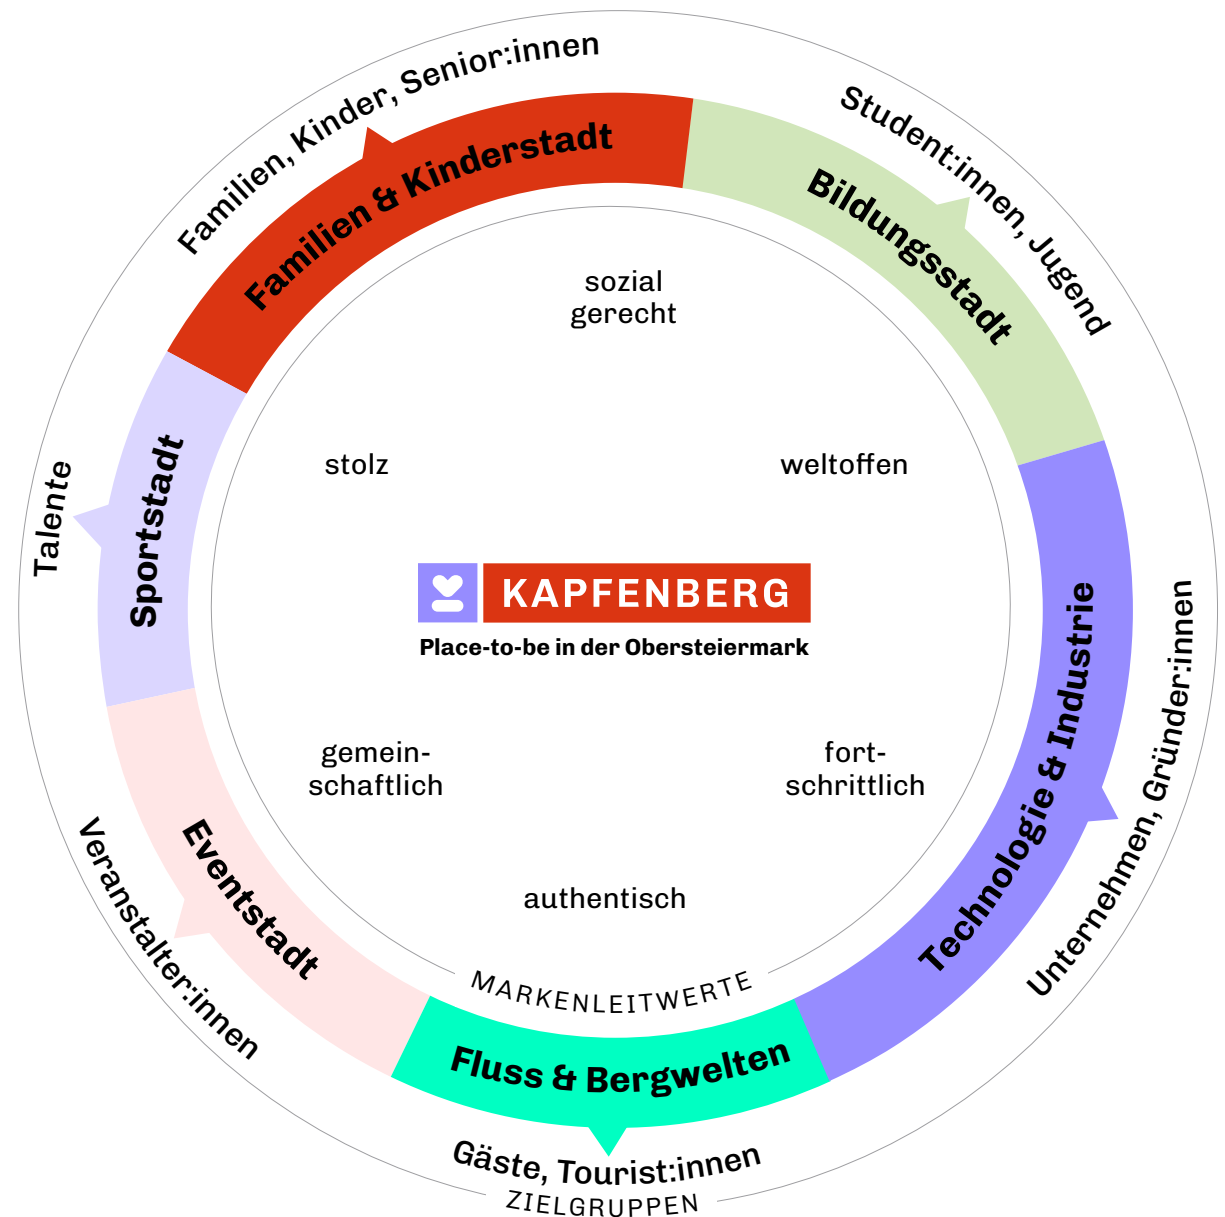 Familien, Kinder, Senior:innen
Familien & Kinderstadt
Student:innen, Jugend
Bildungsstadt
Unternehmen, Gründer:innen
Technologie & Industrie
Gäste, Tourist:innen
Fluss & Bergwelten
Veranstalter:innen
Eventstadt
Talente
Sportstadt
sozial
gerecht
stolz
weltoffen
KAPFENBERG
Place-to-be in der Obersteiermark
gemein-
schaftlich
fort-
schrittlich
authentisch
MARKENLEITWERTE
ZIELGRUPPEN